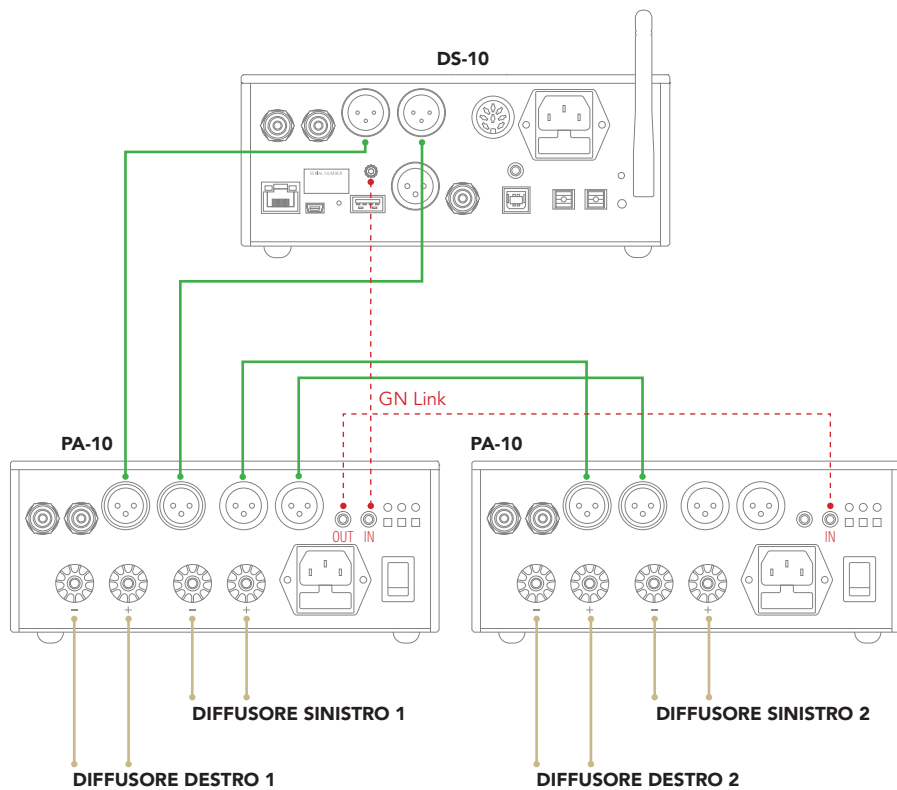 DS-10
SERIAL NUMBER
GN Link
PA-10
PA-10
OUT IN
IN
− + − +
− + − +
DIFFUSORE SINISTRO 1
DIFFUSORE SINISTRO 2
DIFFUSORE DESTRO 1
DIFFUSORE DESTRO 2